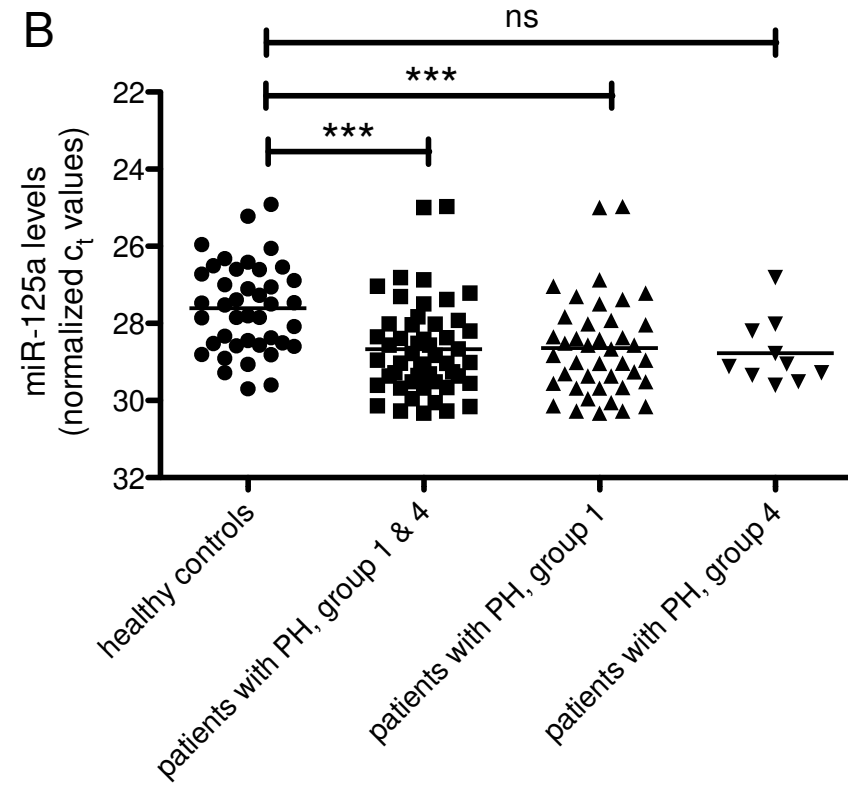 B
ns
***
***
miR-125a levels
(normalized ct values)
22
24
26
28
30
32
healthy controls
patients with PH, group 1 & 4
patients with PH, group 1
patients with PH, group 4